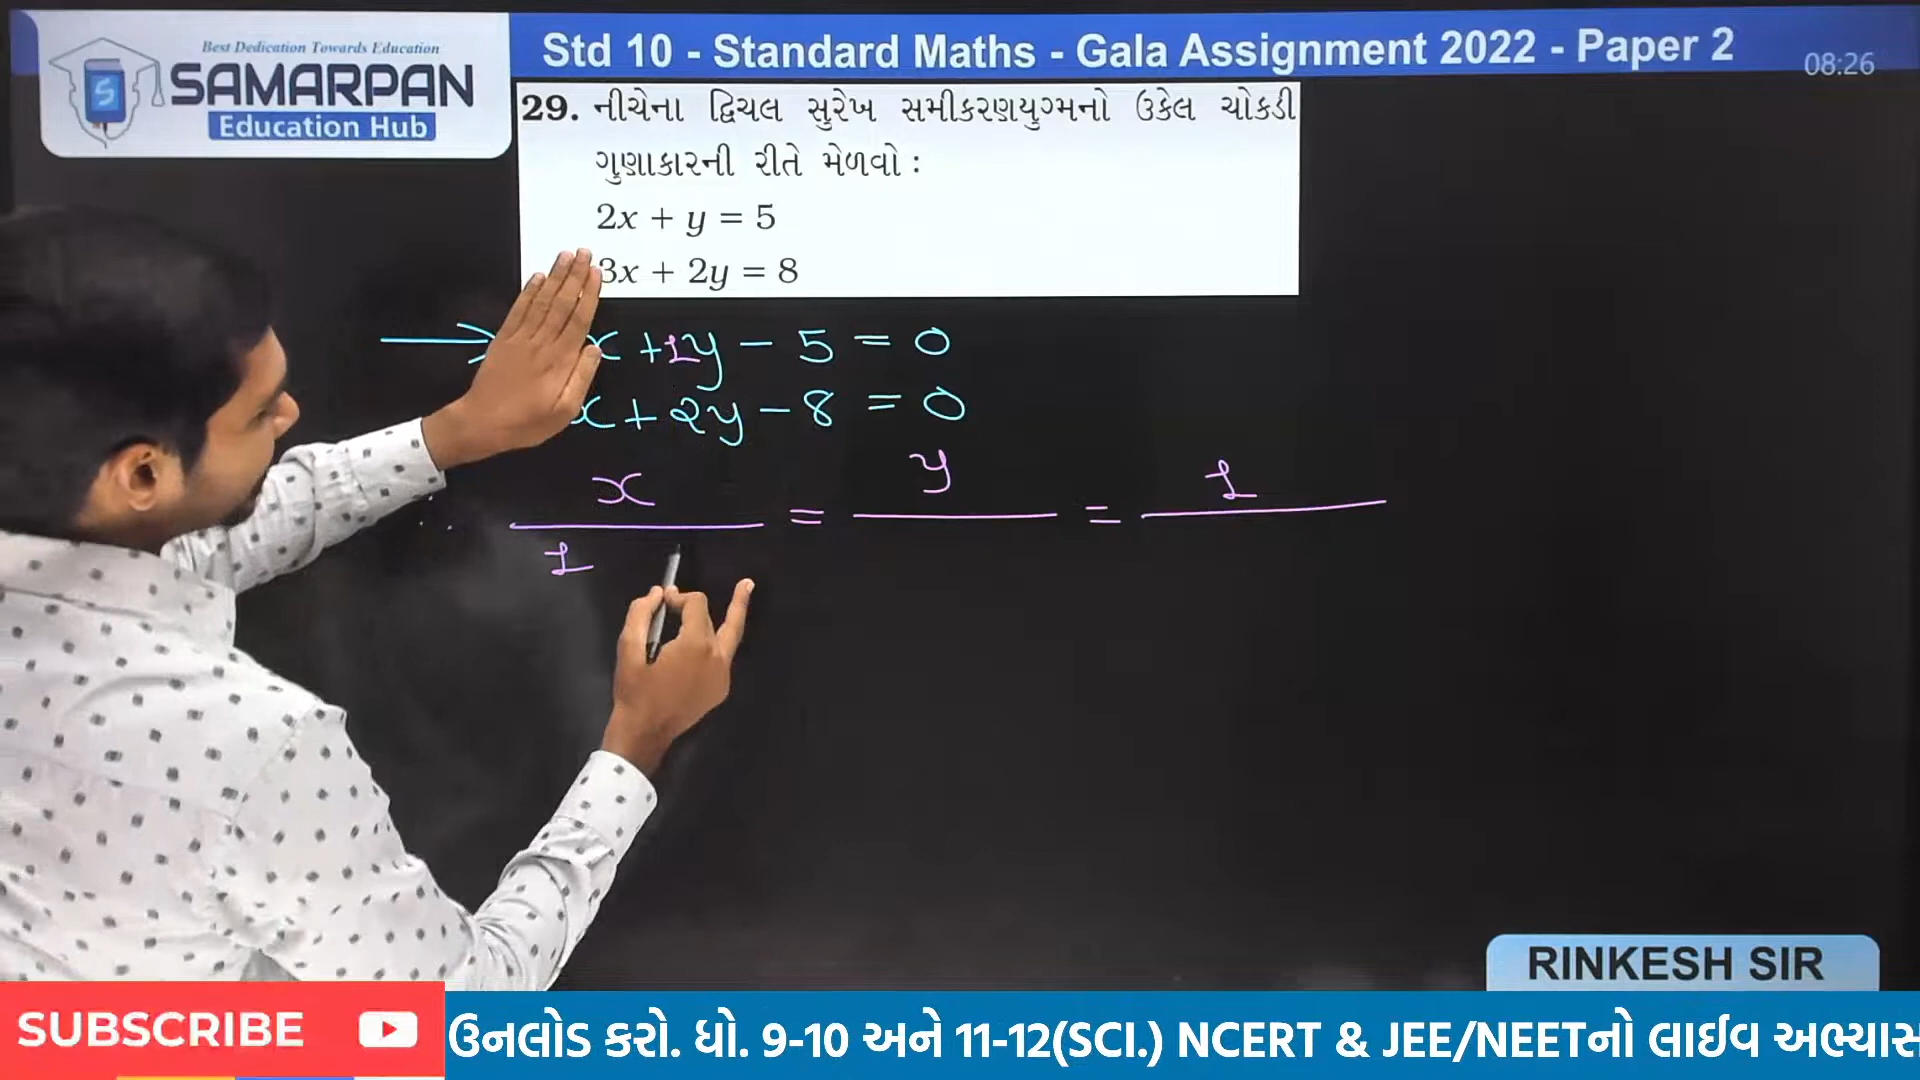 Best Dedication Towards Education
SAMARPAN
Education Hub
Std 10 - Standard Maths - Gala Assignment 2022 - Paper 2
08:26
29. નીચેના દ્વિચલ સુરેખ સમીકરણયુગ્મનો ઉકેલ ચોકડી
ગુણાકારની રીતે મેળવો :
2x + y = 5
3x + 2y = 8
x + 1y - 5 = 0
x + 2y - 8 = 0
x y 1
= =
1
RINKESH SIR
SUBSCRIBE
ઉનલોડ કરો. ધો. 9-10 અને 11-12(SCI.) NCERT & JEE/NEETનો લાઈવ અભ્યાસ